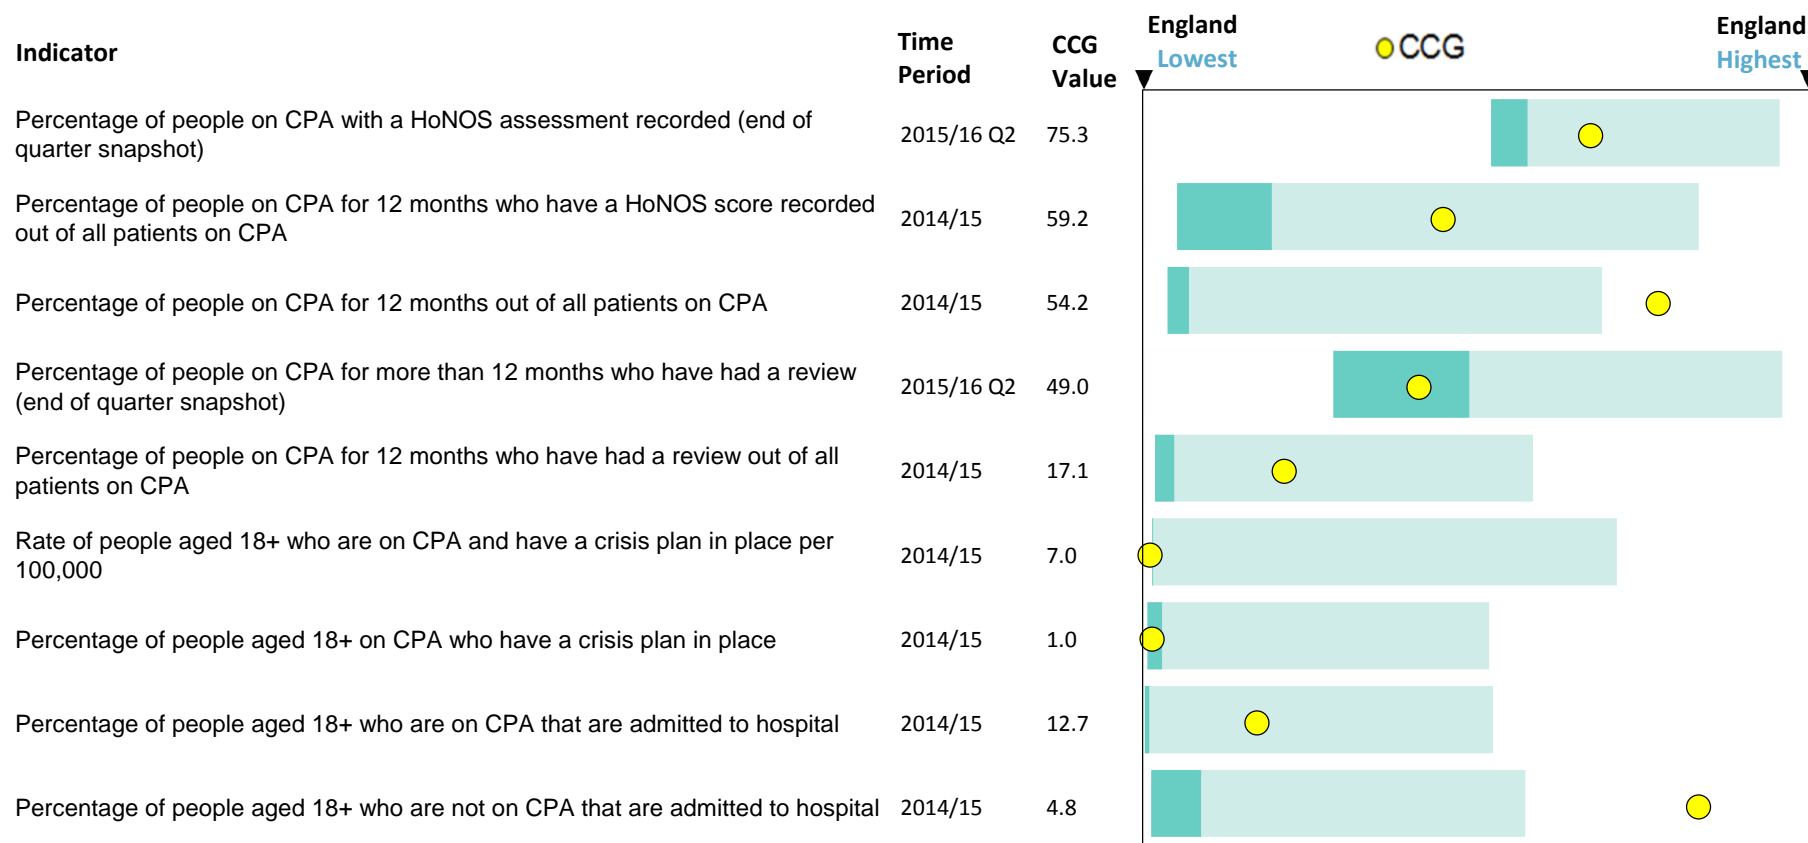 Indicator
Time
Period
CCG
Value
England
Lowest
CCG
England
Highest
Percentage of people on CPA with a HoNOS assessment recorded (end of
quarter snapshot)
2015/16 Q2 75.3
Percentage of people on CPA for 12 months who have a HoNOS score recorded
out of all patients on CPA
2014/15 59.2
Percentage of people on CPA for 12 months out of all patients on CPA 2014/15 54.2
Percentage of people on CPA for more than 12 months who have had a review
(end of quarter snapshot)
2015/16 Q2 49.0
Percentage of people on CPA for 12 months who have had a review out of all
patients on CPA
2014/15 17.1
Rate of people aged 18+ who are on CPA and have a crisis plan in place per
100,000
2014/15 7.0
Percentage of people aged 18+ on CPA who have a crisis plan in place 2014/15 1.0
Percentage of people aged 18+ who are on CPA that are admitted to hospital 2014/15 12.7
Percentage of people aged 18+ who are not on CPA that are admitted to hospital 2014/15 4.8